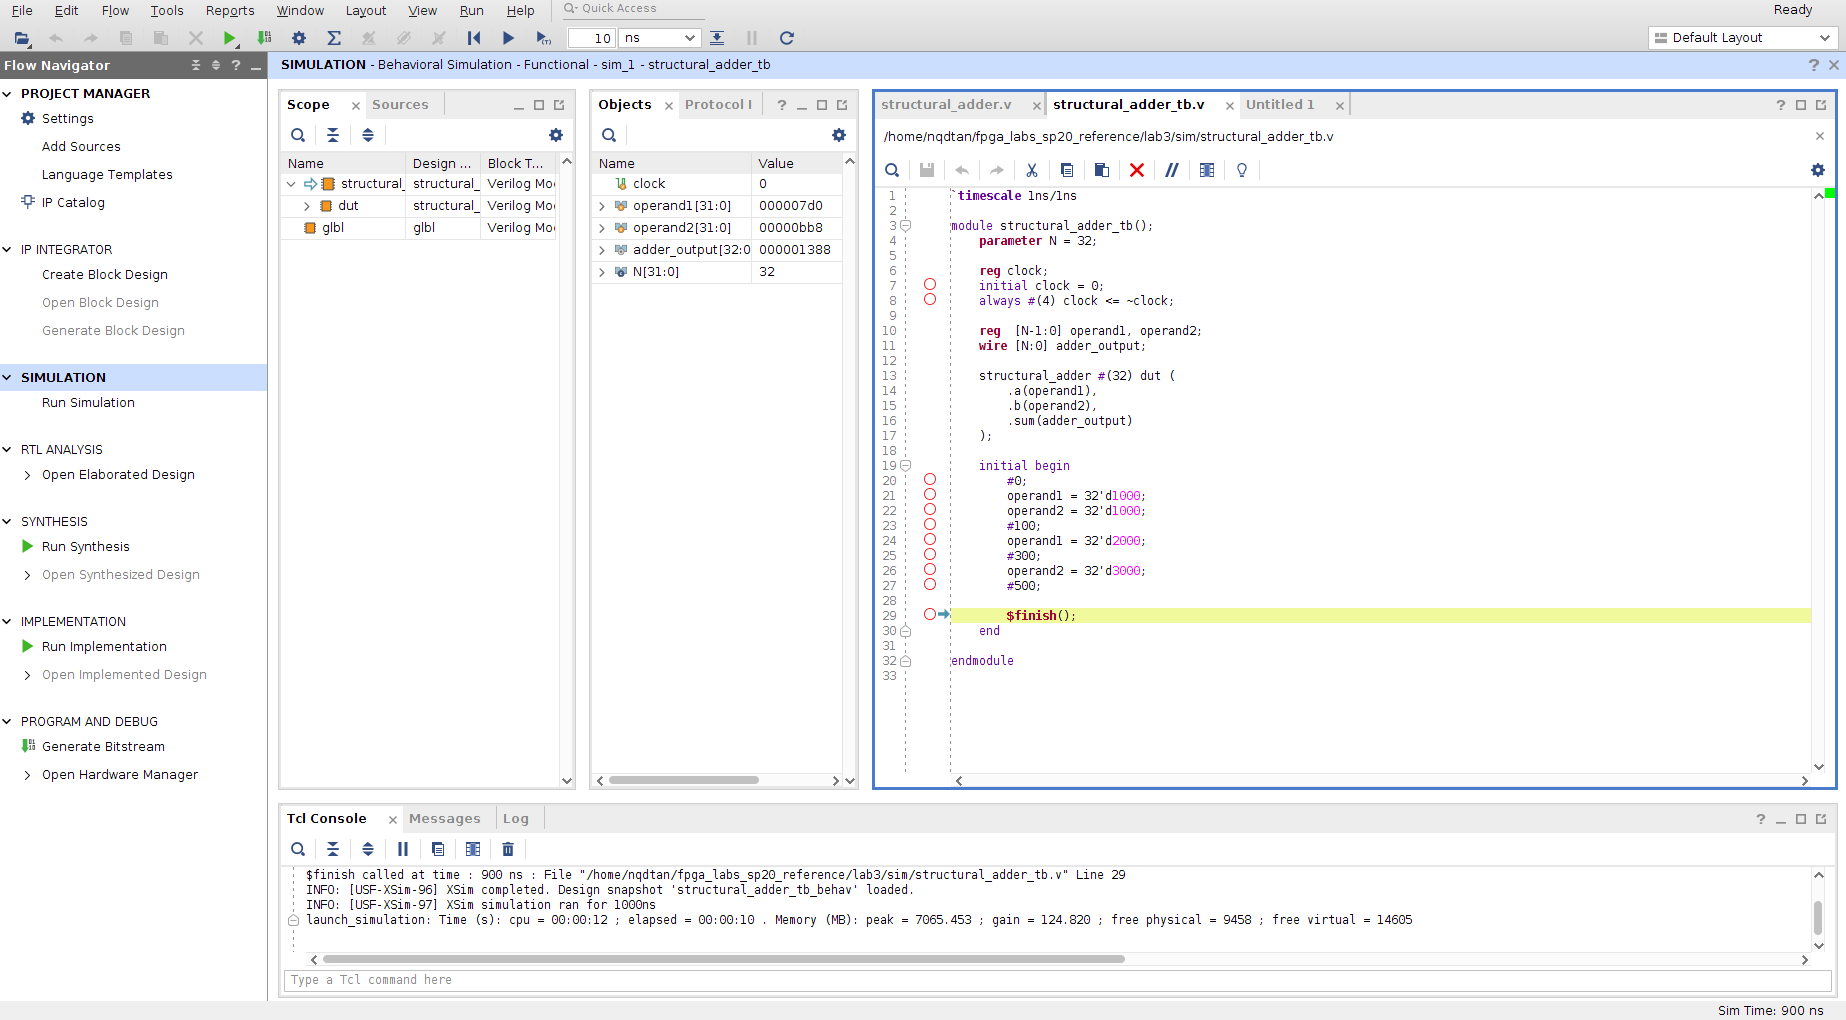 File Edit Flow Tools Reports Window Layout View Run Help Quick Access Ready
10 ns Default Layout
Flow Navigator
SIMULATION - Behavioral Simulation - Functional - sim_1 - structural_adder_tb
PROJECT MANAGER
Settings
Add Sources
Language Templates
IP Catalog
IP INTEGRATOR
Create Block Design
Open Block Design
Generate Block Design
SIMULATION
Run Simulation
RTL ANALYSIS
Open Elaborated Design
SYNTHESIS
Run Synthesis
Open Synthesized Design
IMPLEMENTATION
Run Implementation
Open Implemented Design
PROGRAM AND DEBUG
Generate Bitstream
Open Hardware Manager
Scope Sources
Name Design ... Block T...
structural_ structural_ Verilog Mo
dut structural_ Verilog Mo
glbl glbl Verilog Mo
Objects Protocol I
Name Value
clock 0
operand1[31:0] 000007d0
operand2[31:0] 00000bb8
adder_output[32:0 000001388
N[31:0] 32
structural_adder.v structural_adder_tb.v Untitled 1
/home/nqdtan/fpga_labs_sp20_reference/lab3/sim/structural_adder_tb.v
1 `timescale 1ns/1ns
2
3 module structural_adder_tb();
4 parameter N = 32;
5
6 reg clock;
7 initial clock = 0;
8 always #(4) clock <= ~clock;
9
10 reg [N-1:0] operand1, operand2;
11 wire [N:0] adder_output;
12
13 structural_adder #(32) dut (
14 .a(operand1),
15 .b(operand2),
16 .sum(adder_output)
17 );
18
19 initial begin
20 #0;
21 operand1 = 32'd1000;
22 operand2 = 32'd1000;
23 #100;
24 operand1 = 32'd2000;
25 #300;
26 operand2 = 32'd3000;
27 #500;
28
29 $finish();
30 end
31
32 endmodule
33
Tcl Console Messages Log
$finish called at time : 900 ns : File "/home/nqdtan/fpga_labs_sp20_reference/lab3/sim/structural_adder_tb.v" Line 29
INFO: [USF-XSim-96] XSim completed. Design snapshot 'structural_adder_tb_behav' loaded.
INFO: [USF-XSim-97] XSim simulation ran for 1000ns
launch_simulation: Time (s): cpu = 00:00:12 ; elapsed = 00:00:10 . Memory (MB): peak = 7065.453 ; gain = 124.820 ; free physical = 9458 ; free virtual = 14605
Type a Tcl command here
Sim Time: 900 ns